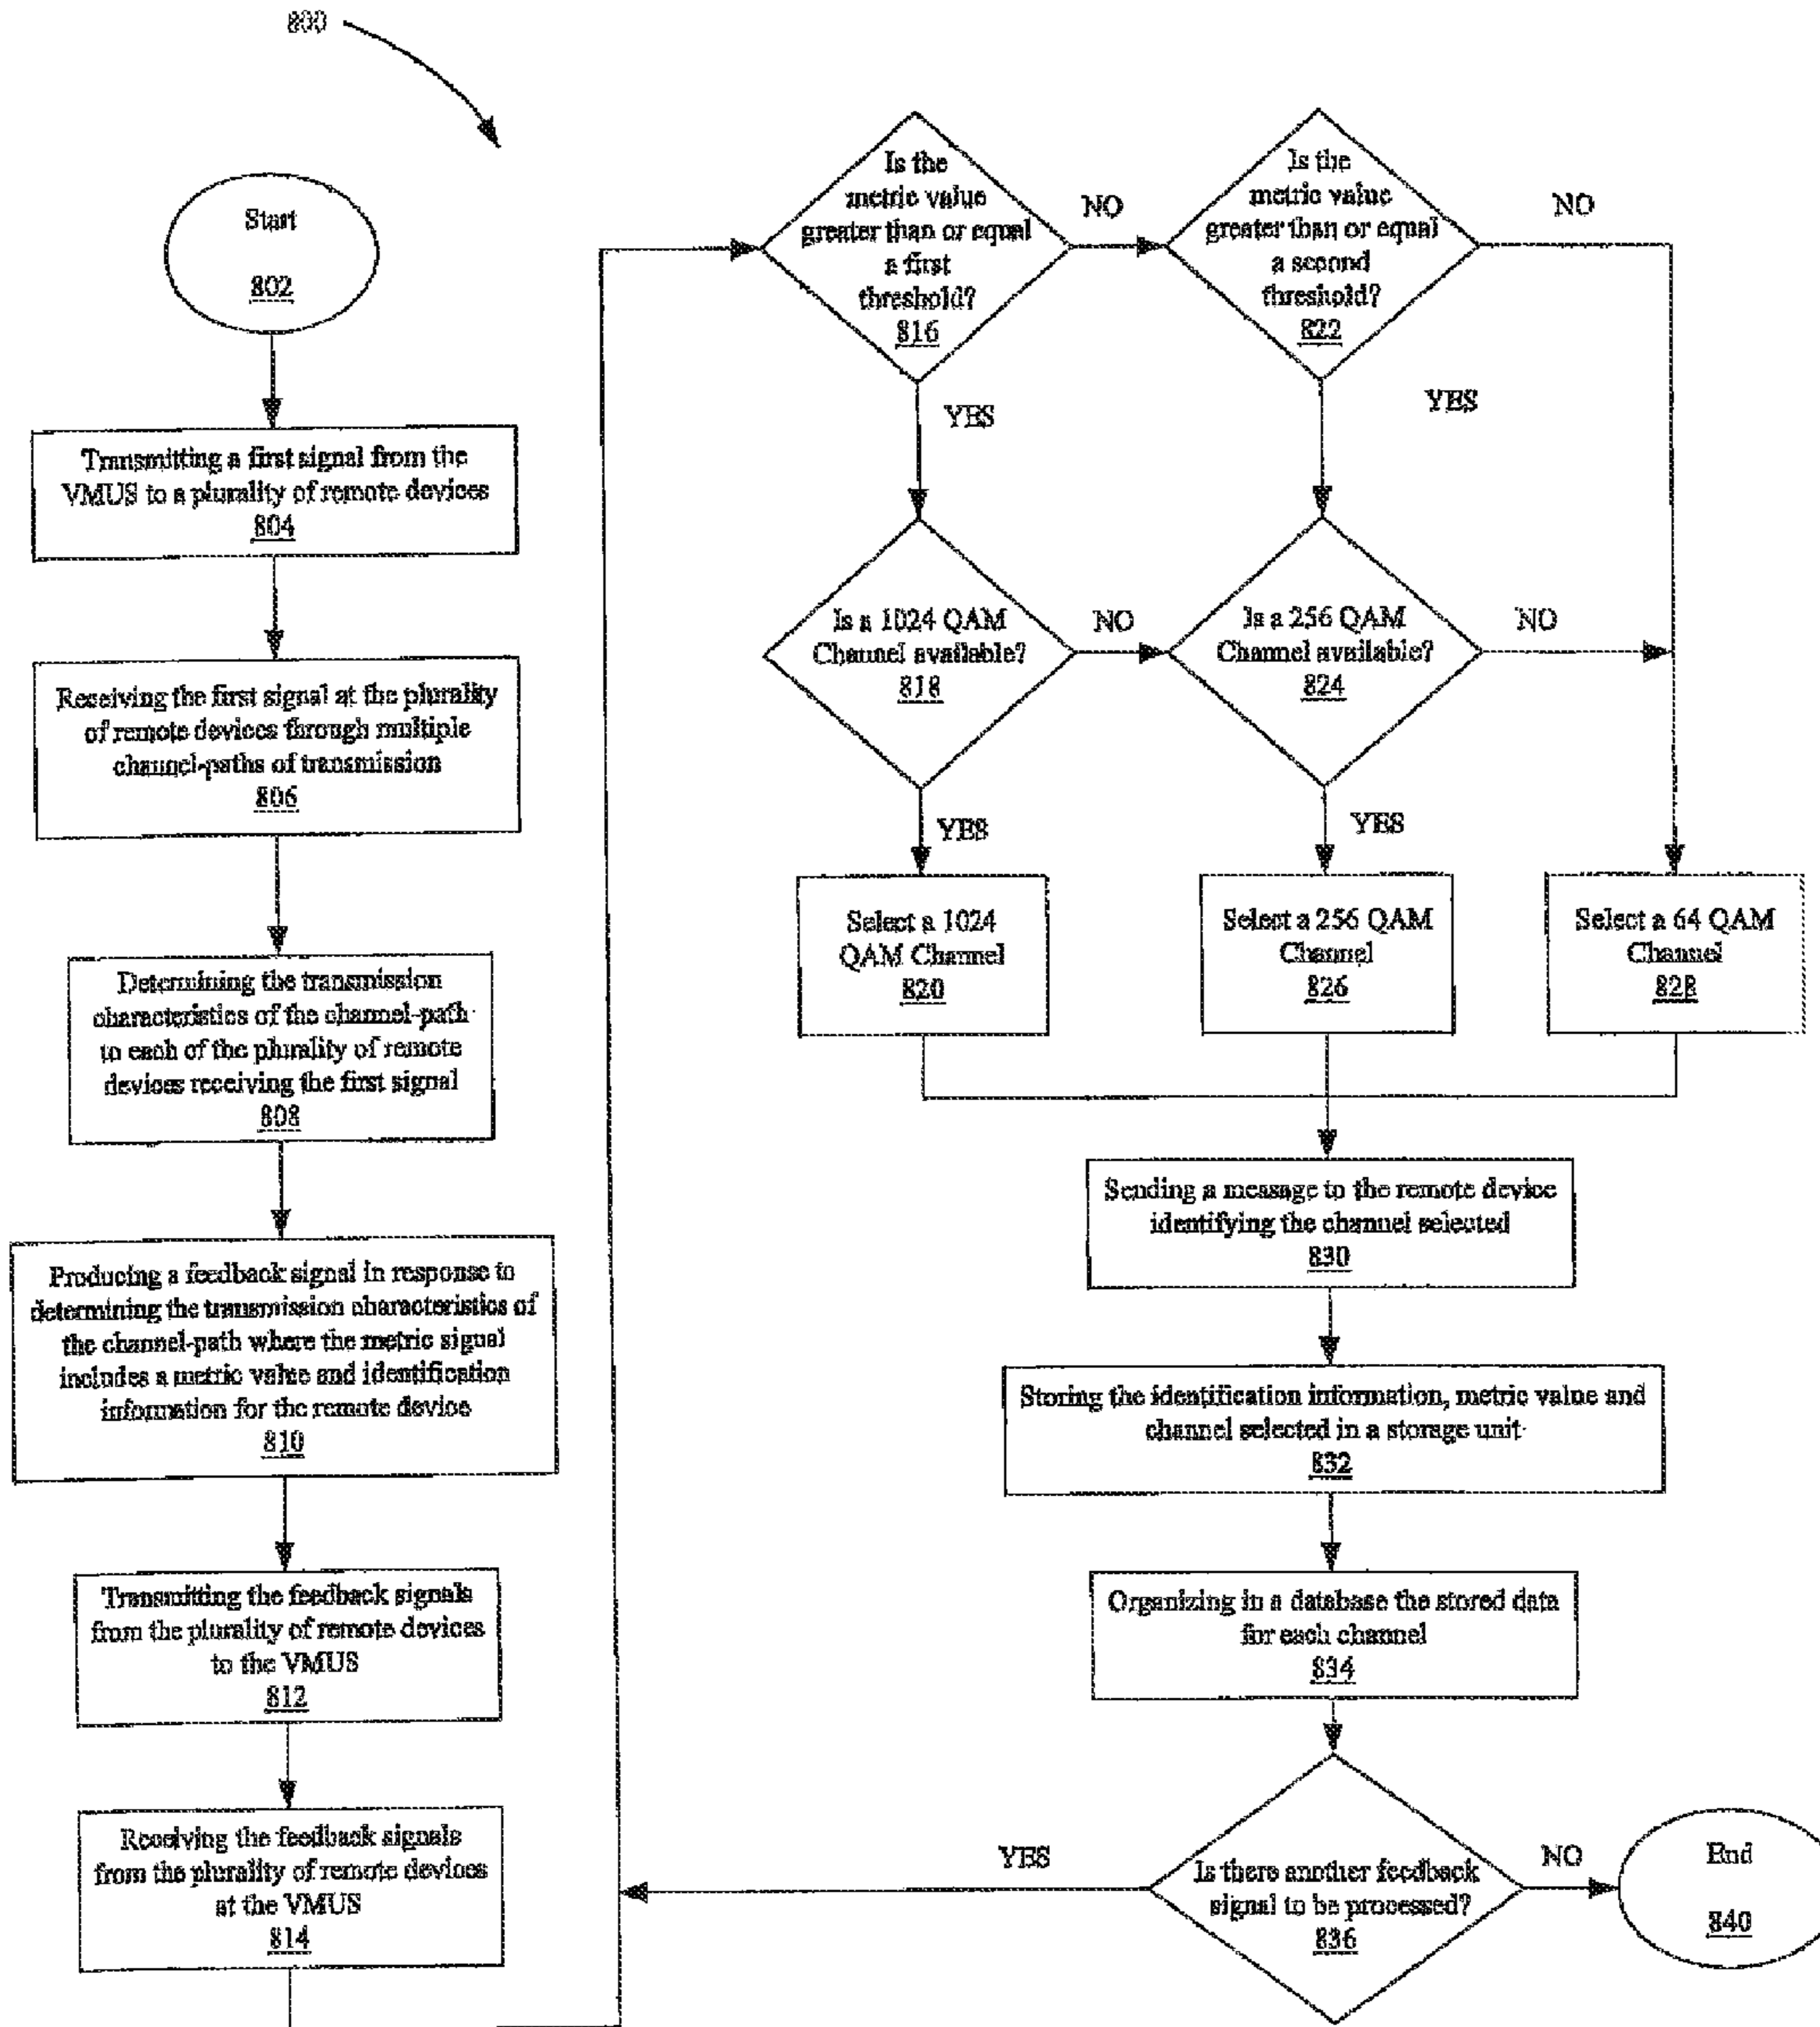 800
Start
802
Transmitting a first signal from the
VMUS to a plurality of remote devices
804
Receiving the first signal at the plurality
of remote devices through multiple
channel-paths of transmission
806
Determining the transmission
characteristics of the channel-path
to each of the plurality of remote
devices receiving the first signal
808
Producing a feedback signal in response to
determining the transmission characteristics of
the channel-path where the metric signal
includes a metric value and identification
information for the remote device
810
Transmitting the feedback signals
from the plurality of remote devices
to the VMUS
812
Receiving the feedback signals
from the plurality of remote devices
at the VMUS
814
Is the
metric value
greater than or equal
a first
threshold?
816
NO
YES
Is the
metric value
greater than or equal
a second
threshold?
822
NO
YES
Is a 1024 QAM
Channel available?
818
NO
YES
Is a 256 QAM
Channel available?
824
NO
YES
Select a 1024
QAM Channel
820
Select a 256 QAM
Channel
826
Select a 64 QAM
Channel
828
Sending a message to the remote device
identifying the channel selected
830
Storing the identification information, metric value and
channel selected in a storage unit
832
Organizing in a database the stored data
for each channel
834
Is there another feedback
signal to be processed?
836
YES
NO
End
840